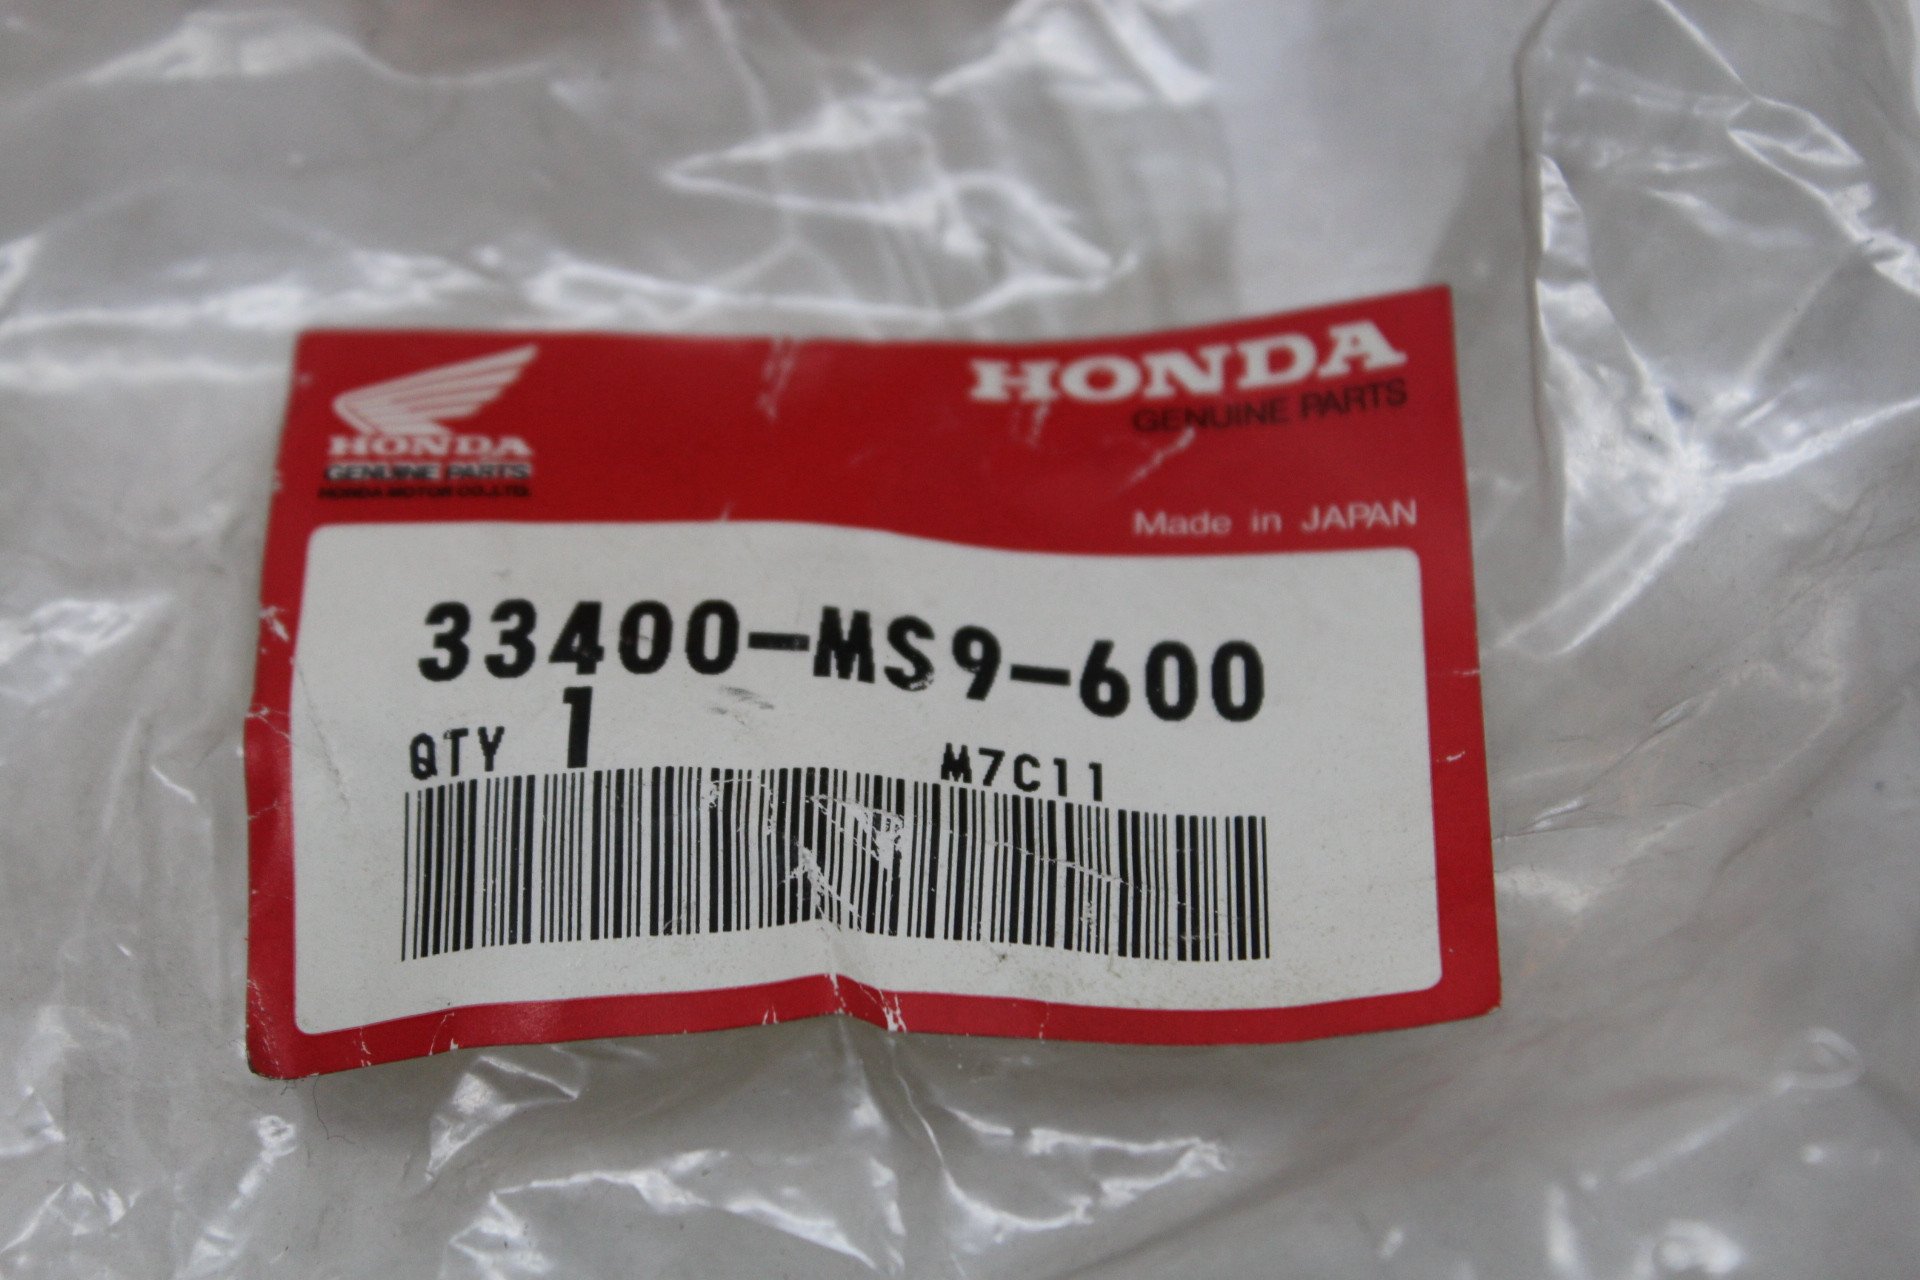 HONDA
GENUINE PARTS
HONDA MOTOR CO.,LTD.
HONDA
GENUINE PARTS
Made in JAPAN
33400-MS9-600
QTY 1 M7C11